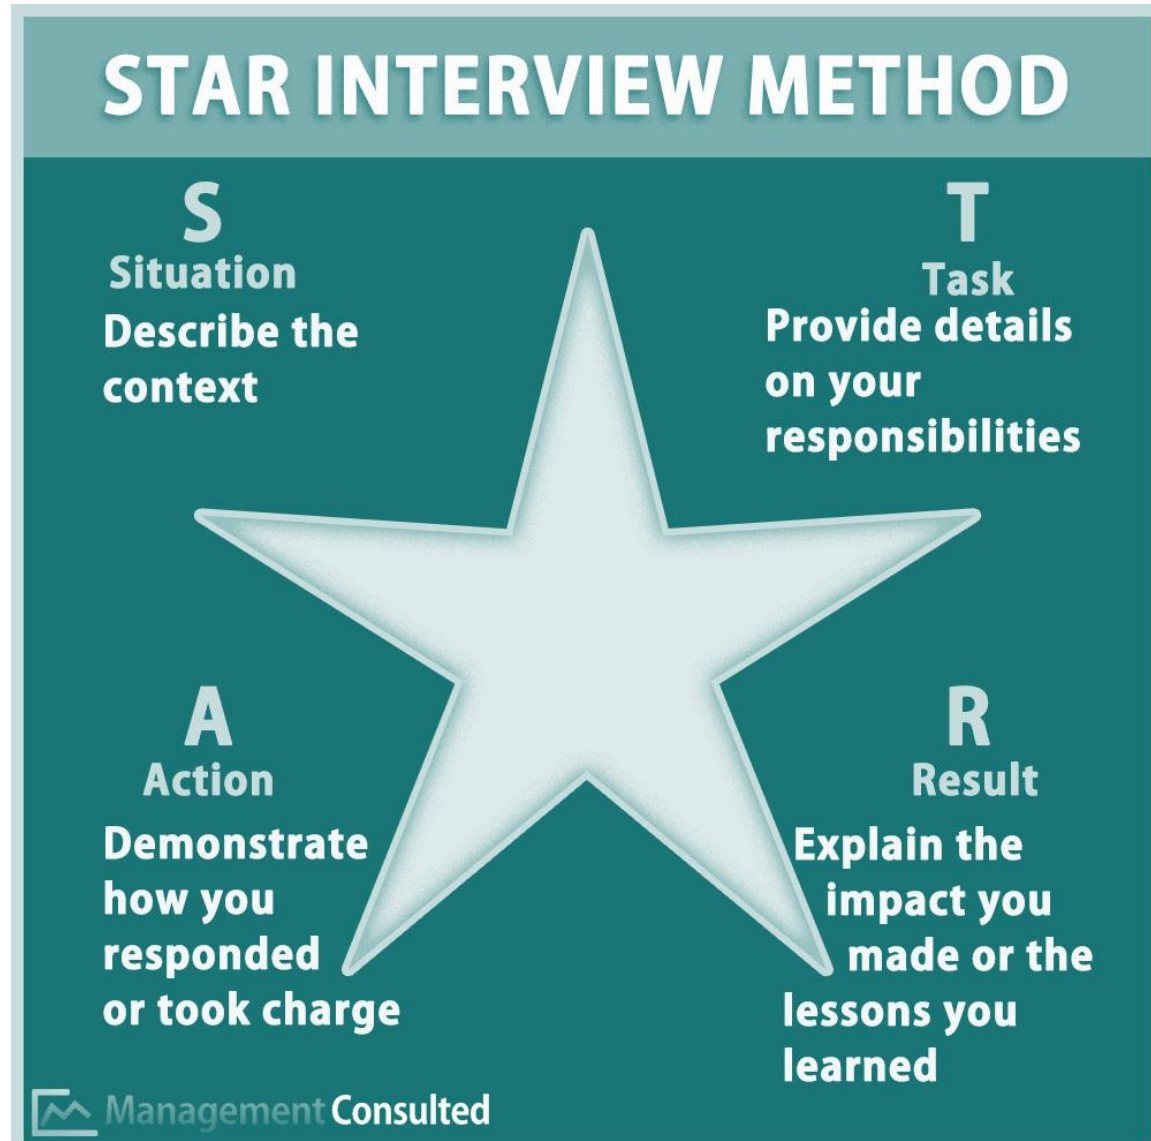 STAR INTERVIEW METHOD
S
Situation
Describe the
context
T
Task
Provide details
on your
responsibilities
A
Action
Demonstrate
how you
responded
or took charge
R
Result
Explain the
impact you
made or the
lessons you
learned
Management Consulted